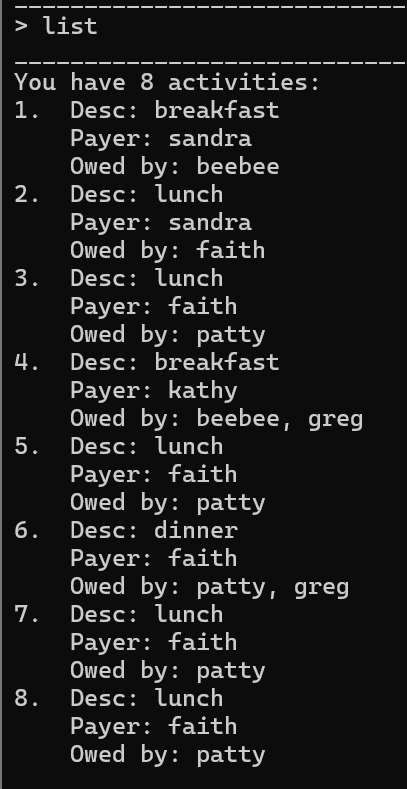 > list
You have 8 activities:
1. Desc: breakfast
Payer: sandra
Owed by: beebee
2. Desc: lunch
Payer: sandra
Owed by: faith
3. Desc: lunch
Payer: faith
Owed by: patty
4. Desc: breakfast
Payer: kathy
Owed by: beebee, greg
5. Desc: lunch
Payer: faith
Owed by: patty
6. Desc: dinner
Payer: faith
Owed by: patty, greg
7. Desc: lunch
Payer: faith
Owed by: patty
8. Desc: lunch
Payer: faith
Owed by: patty